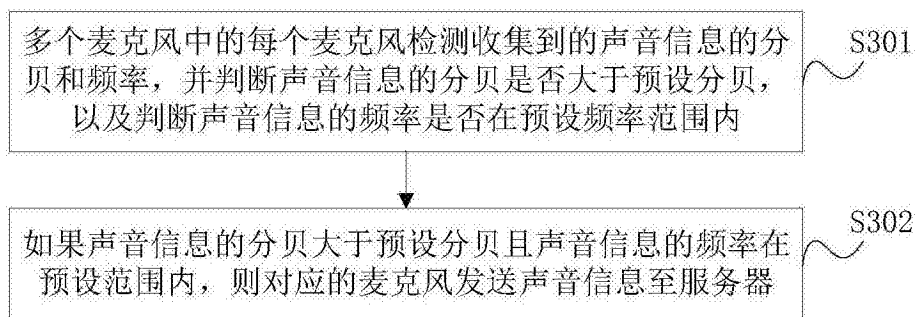 多个麦克风中的每个麦克风检测收集到的声音信息的分
贝和频率，并判断声音信息的分贝是否大于预设分贝，
以及判断声音信息的频率是否在预设频率范围内
S301
如果声音信息的分贝大于预设分贝且声音信息的频率在
预设范围内，则对应的麦克风发送声音信息至服务器
S302